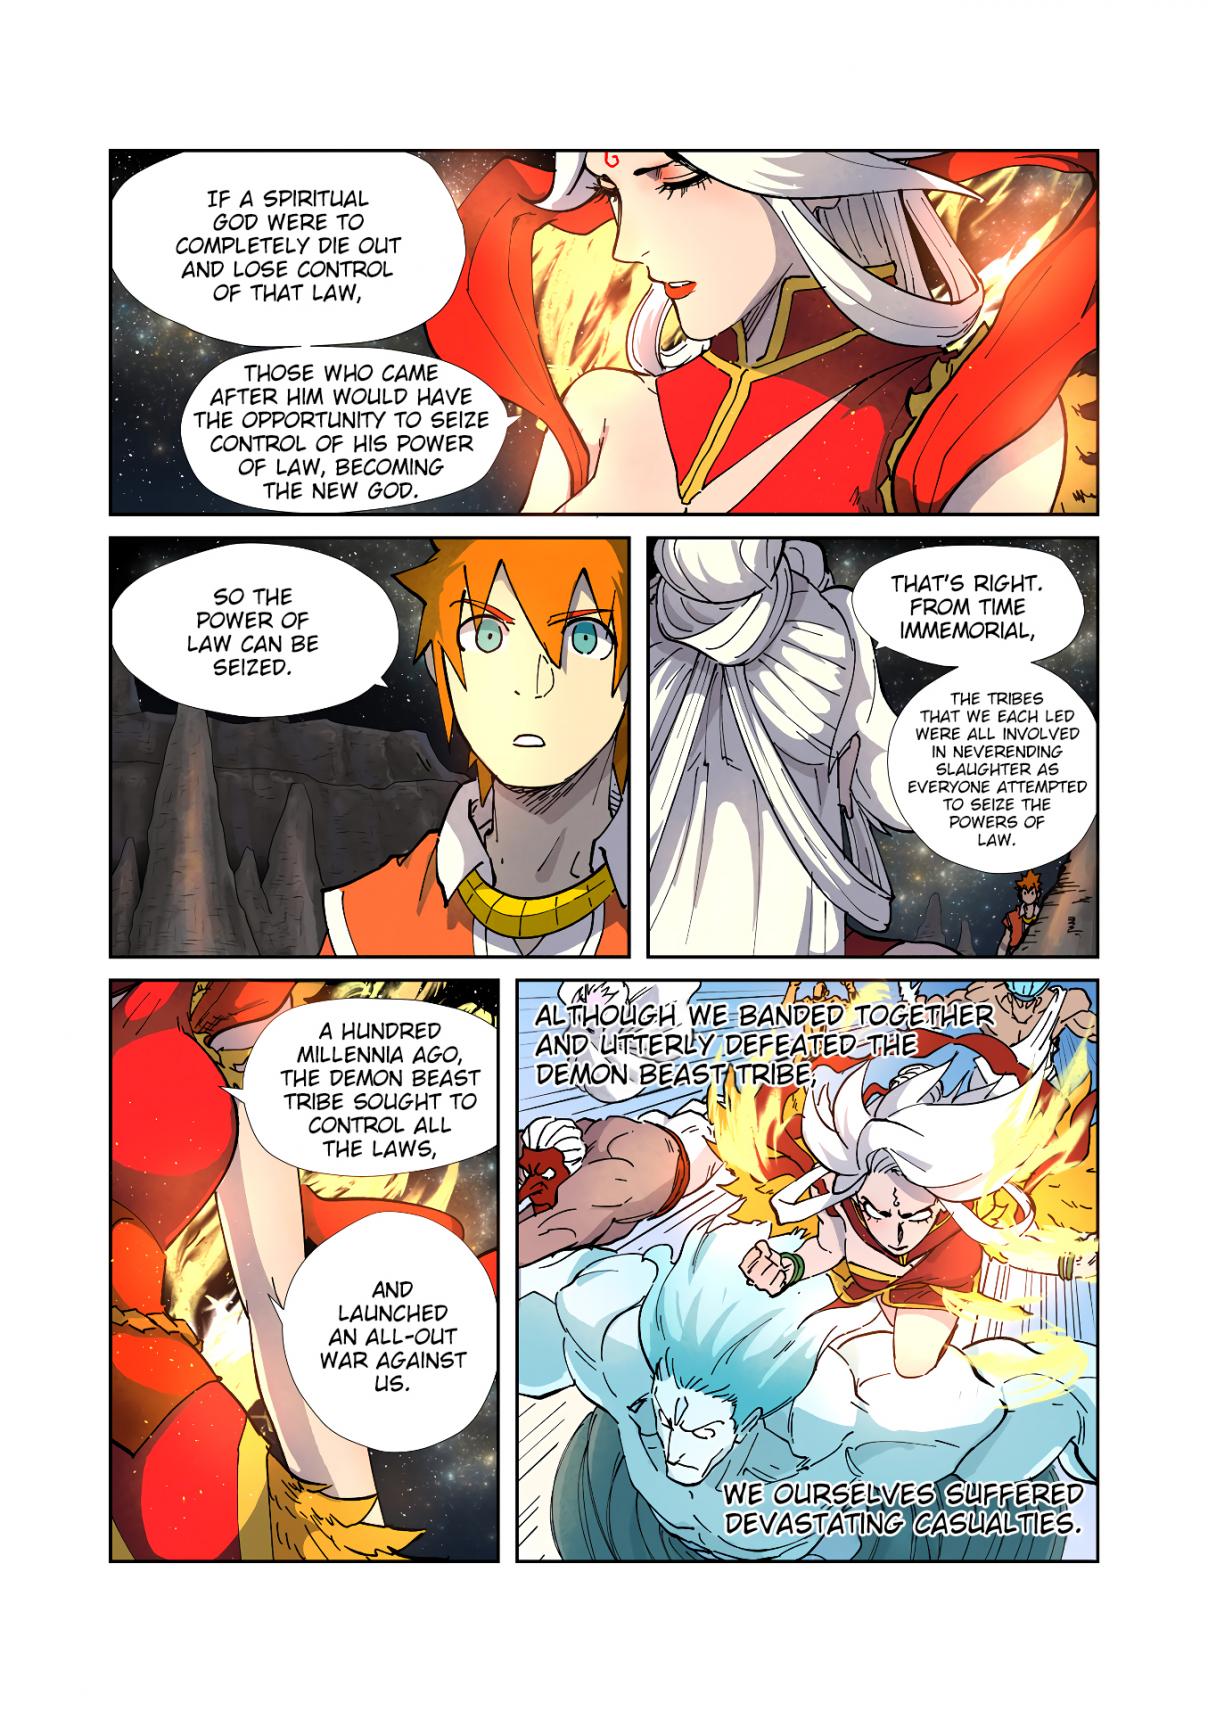 IF A SPIRITUAL
GOD WERE TO
COMPLETELY DIE OUT
AND LOSE CONTROL
OF THAT LAW,
THOSE WHO CAME
AFTER HIM WOULD HAVE
THE OPPORTUNITY TO SEIZE
CONTROL OF HIS POWER
OF LAW, BECOMING
THE NEW GOD.
SO THE
POWER OF
LAW CAN BE
SEIZED.
THAT'S RIGHT.
FROM TIME
IMMEMORIAL,
THE TRIBES
THAT WE EACH LED
WERE ALL INVOLVED
IN NEVERENDING
SLAUGHTER AS
EVERYONE ATTEMPTED
TO SEIZE THE
POWERS OF
LAW.
A HUNDRED
MILLENNIA AGO,
THE DEMON BEAST
TRIBE SOUGHT TO
CONTROL ALL
THE LAWS,
AND
LAUNCHED
AN ALL-OUT
WAR AGAINST
US.
ALTHOUGH WE BANDED TOGETHER
AND UTTERLY DEFEATED THE
DEMON BEAST TRIBE,
WE OURSELVES SUFFERED
DEVASTATING CASUALTIES.